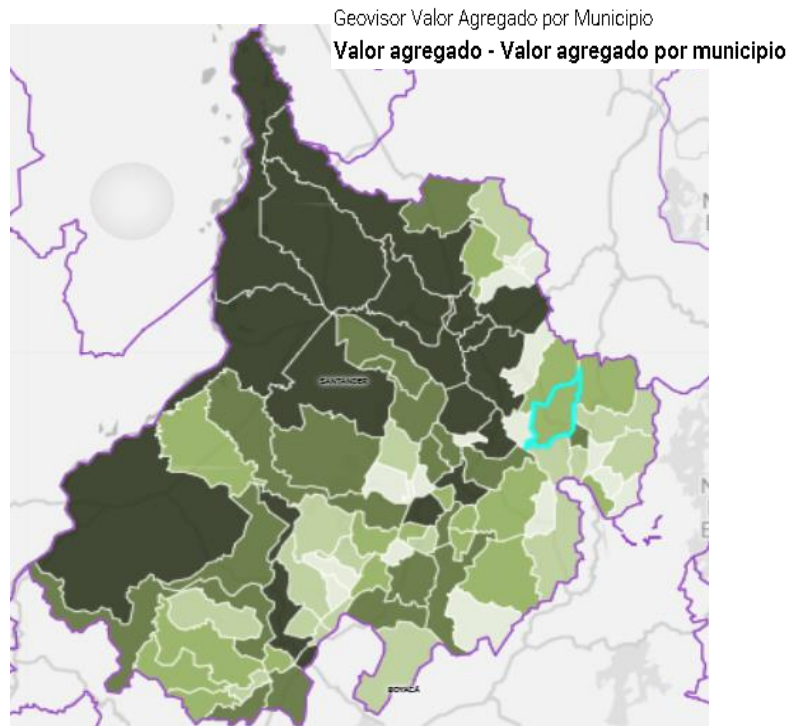 Geovisor Valor Agregado por Municipio
Valor agregado - Valor agregado por municipio
SANTANDER
BOYACÁ